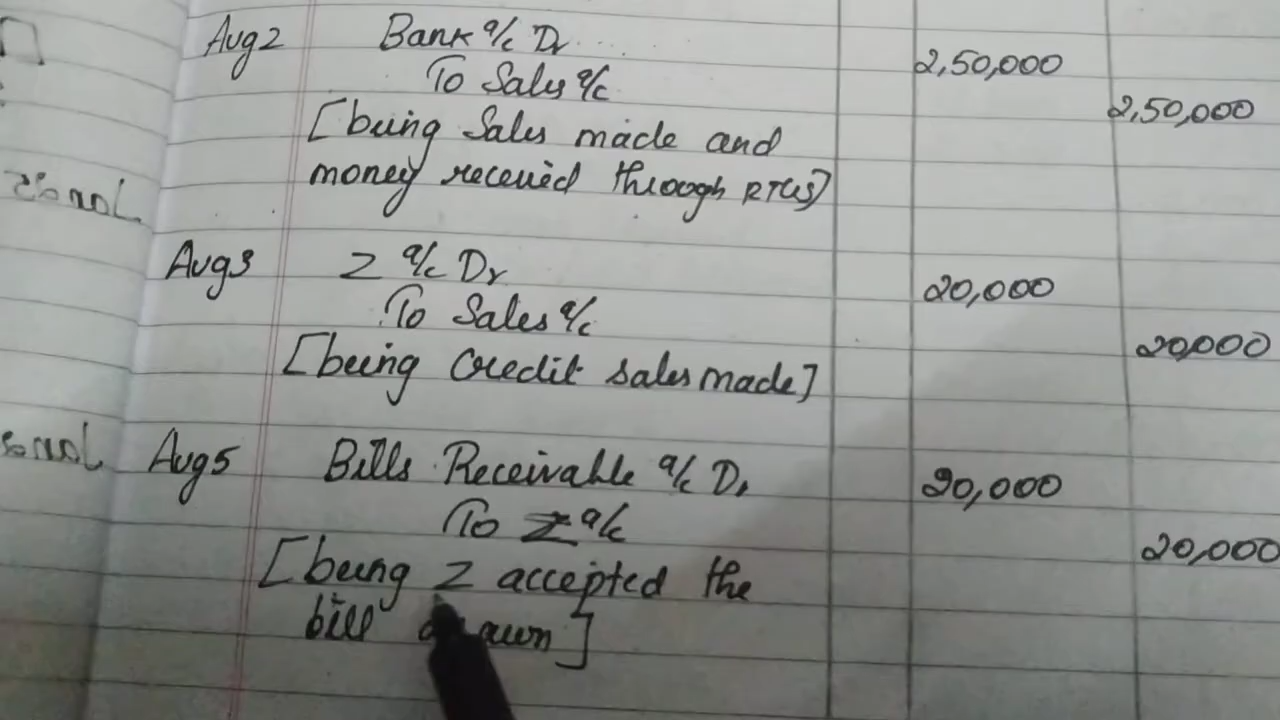 Aug 2 Bank a/c Dr.... 2,50,000
To Sales a/c 2,50,000
[being Sales made and
money received through RTGS]
Aug 3 Z a/c Dr 20,000
To Sales a/c 20,000
[being Credit sales made]
Aug 5 Bills Receivable a/c Dr 20,000
To Z a/c 20,000
[being Z accepted the
bill drawn]